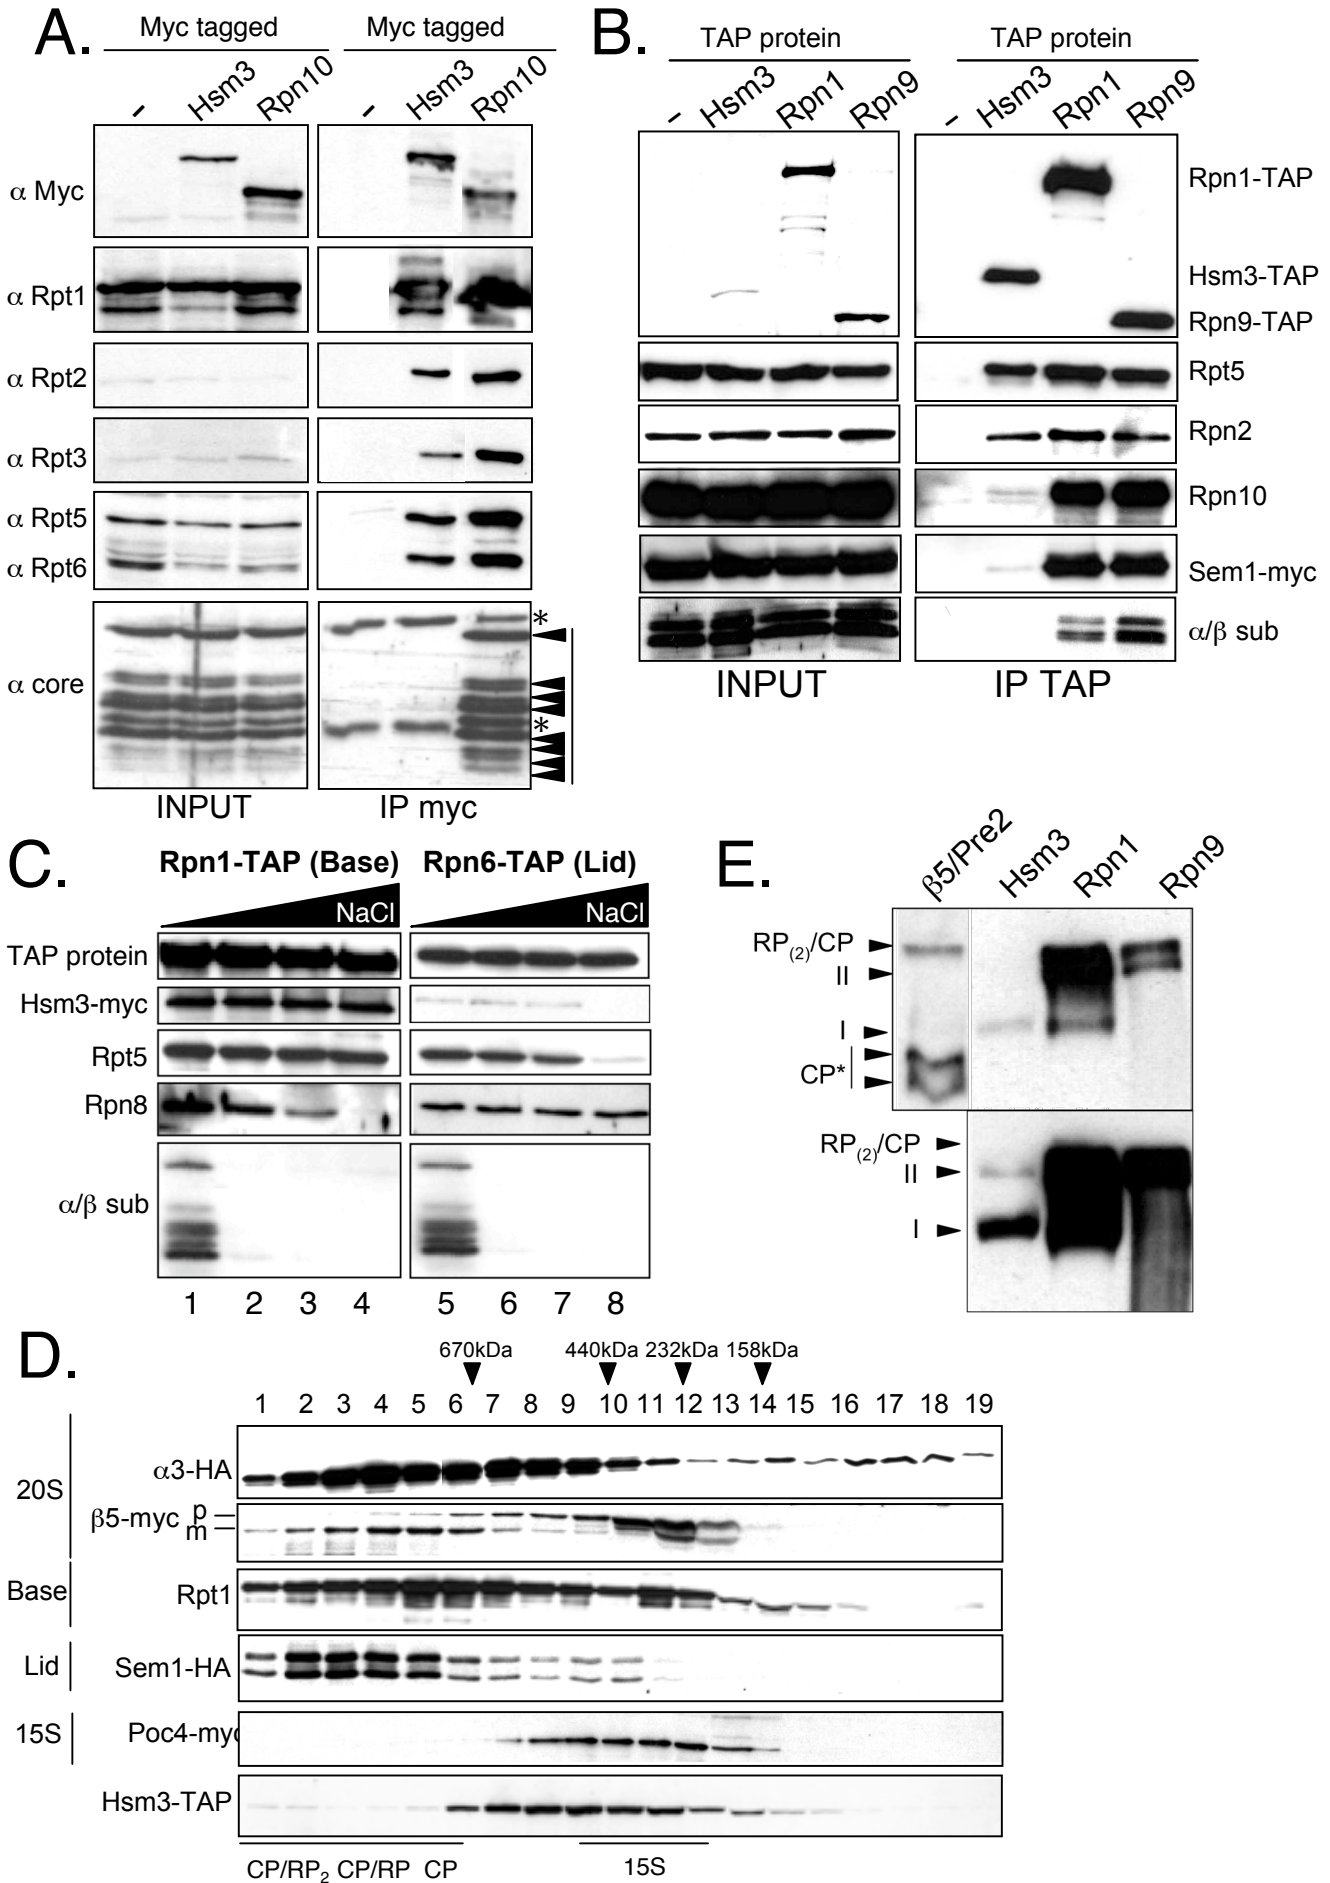 A.
Myc tagged
Myc tagged
- Hsm3 Rpn10
- Hsm3 Rpn10
α Myc
α Rpt1
α Rpt2
α Rpt3
α Rpt5
α Rpt6
α core
*
*
INPUT
IP myc
B.
TAP protein
TAP protein
- Hsm3 Rpn1 Rpn9
- Hsm3 Rpn1 Rpn9
Rpn1-TAP
Hsm3-TAP
Rpn9-TAP
Rpt5
Rpn2
Rpn10
Sem1-myc
α/β sub
INPUT
IP TAP
C.
Rpn1-TAP (Base)
Rpn6-TAP (Lid)
NaCl
NaCl
TAP protein
Hsm3-myc
Rpt5
Rpn8
α/β sub
1 2 3 4 5 6 7 8
E.
β5/Pre2 Hsm3 Rpn1 Rpn9
RP(2)/CP
II
I
CP*
RP(2)/CP
II
I
D.
670kDa 440kDa 232kDa 158kDa
1 2 3 4 5 6 7 8 9 10 11 12 13 14 15 16 17 18 19
20S
α3-HA
β5-myc p
m
Base
Rpt1
Lid
Sem1-HA
15S
Poc4-myc
Hsm3-TAP
CP/RP2 CP/RP CP
15S